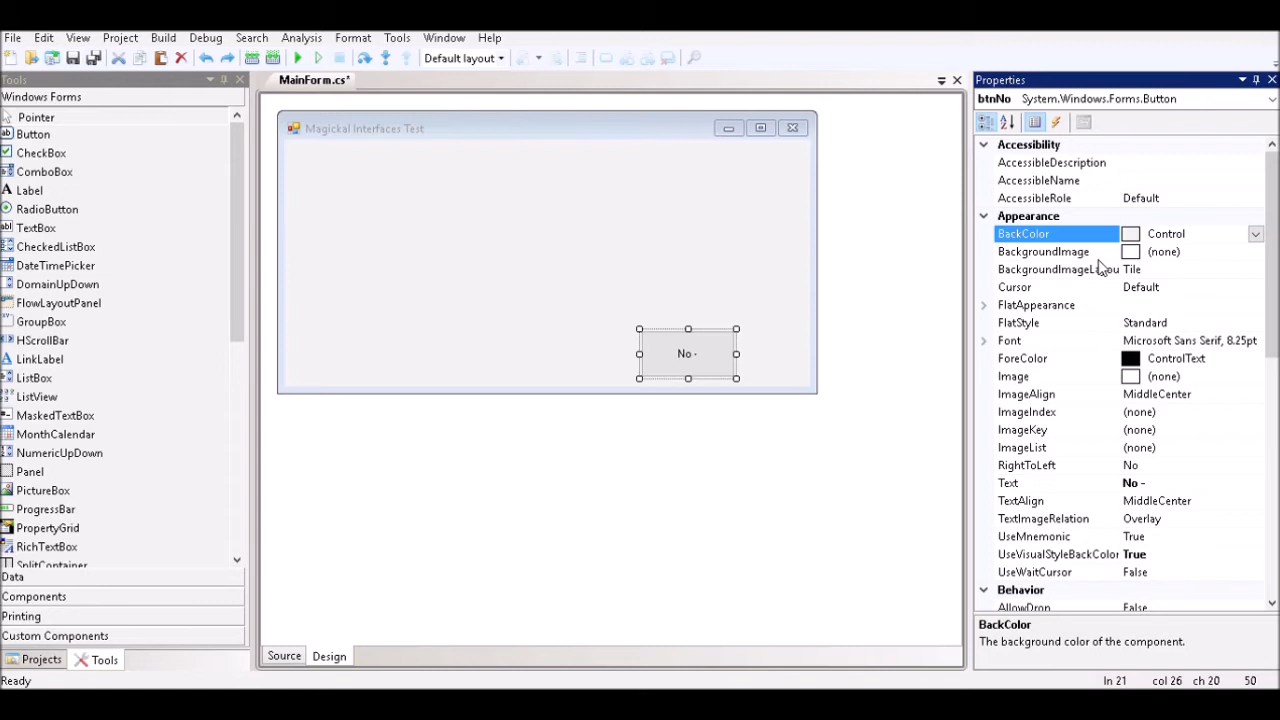 File Edit View Project Build Debug Search Analysis Format Tools Window Help
Default layout
Tools
Windows Forms
Pointer
Button
CheckBox
ComboBox
Label
RadioButton
TextBox
CheckedListBox
DateTimePicker
DomainUpDown
FlowLayoutPanel
GroupBox
HScrollBar
LinkLabel
ListBox
ListView
MaskedTextBox
MonthCalendar
NumericUpDown
Panel
PictureBox
ProgressBar
PropertyGrid
RichTextBox
SplitContainer
Data
Components
Printing
Custom Components
Projects Tools
MainForm.cs*
Magickal Interfaces Test
No -
Source Design
Properties
btnNo System.Windows.Forms.Button
Accessibility
AccessibleDescription
AccessibleName
AccessibleRole Default
Appearance
BackColor Control
BackgroundImage (none)
BackgroundImageLayou Tile
Cursor Default
FlatAppearance
FlatStyle Standard
Font Microsoft Sans Serif, 8.25pt
ForeColor ControlText
Image (none)
ImageAlign MiddleCenter
ImageIndex (none)
ImageKey (none)
ImageList (none)
RightToLeft No
Text No -
TextAlign MiddleCenter
TextImageRelation Overlay
UseMnemonic True
UseVisualStyleBackColor True
UseWaitCursor False
Behavior
AllowDrop False
BackColor
The background color of the component.
Ready ln 21 col 26 ch 20 50